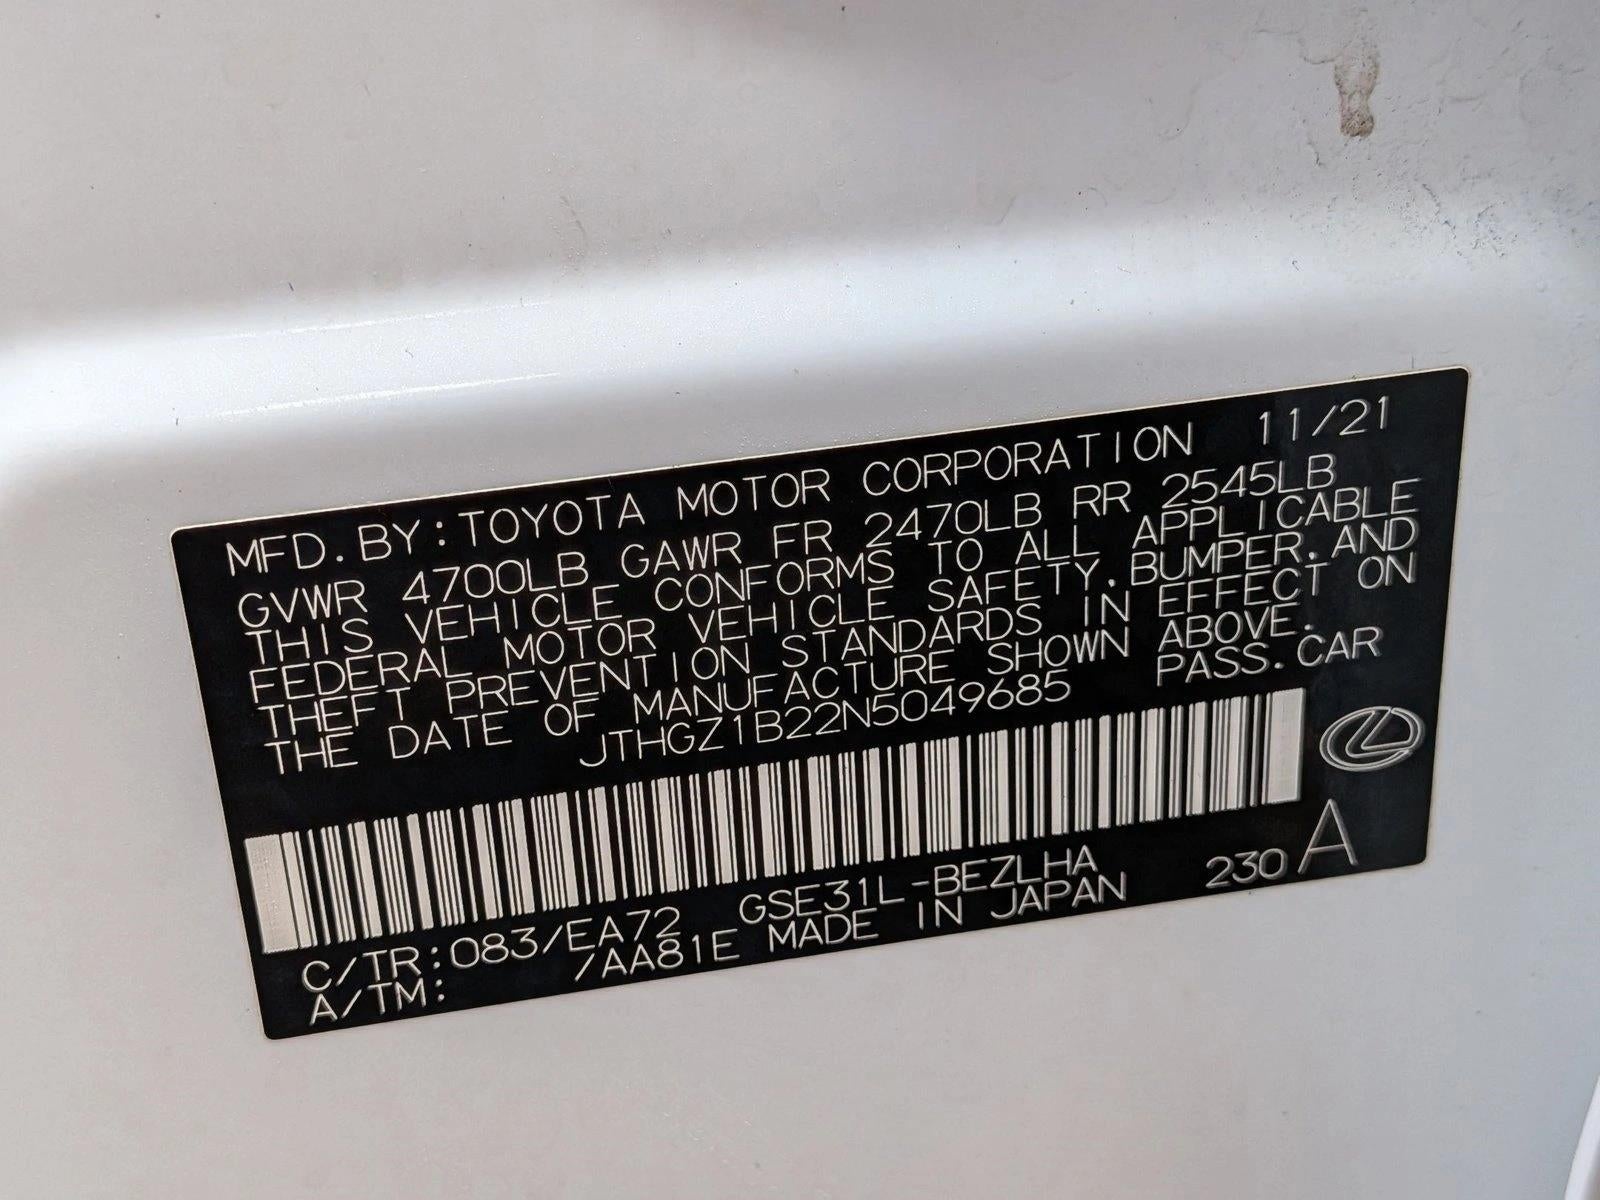 MFD.BY:TOYOTA MOTOR CORPORATION 11/21
GVWR 4700LB GAWR FR 2470LB RR 2545LB
THIS VEHICLE CONFORMS TO ALL APPLICABLE
FEDERAL MOTOR VEHICLE SAFETY,BUMPER,AND
THEFT PREVENTION STANDARDS IN EFFECT ON
THE DATE OF MANUFACTURE SHOWN ABOVE.
JTHGZ1B22N5049685 PASS.CAR
C/TR:083/EA72 GSE31L-BEZLHA 230 A
A/TM: /AA81E MADE IN JAPAN